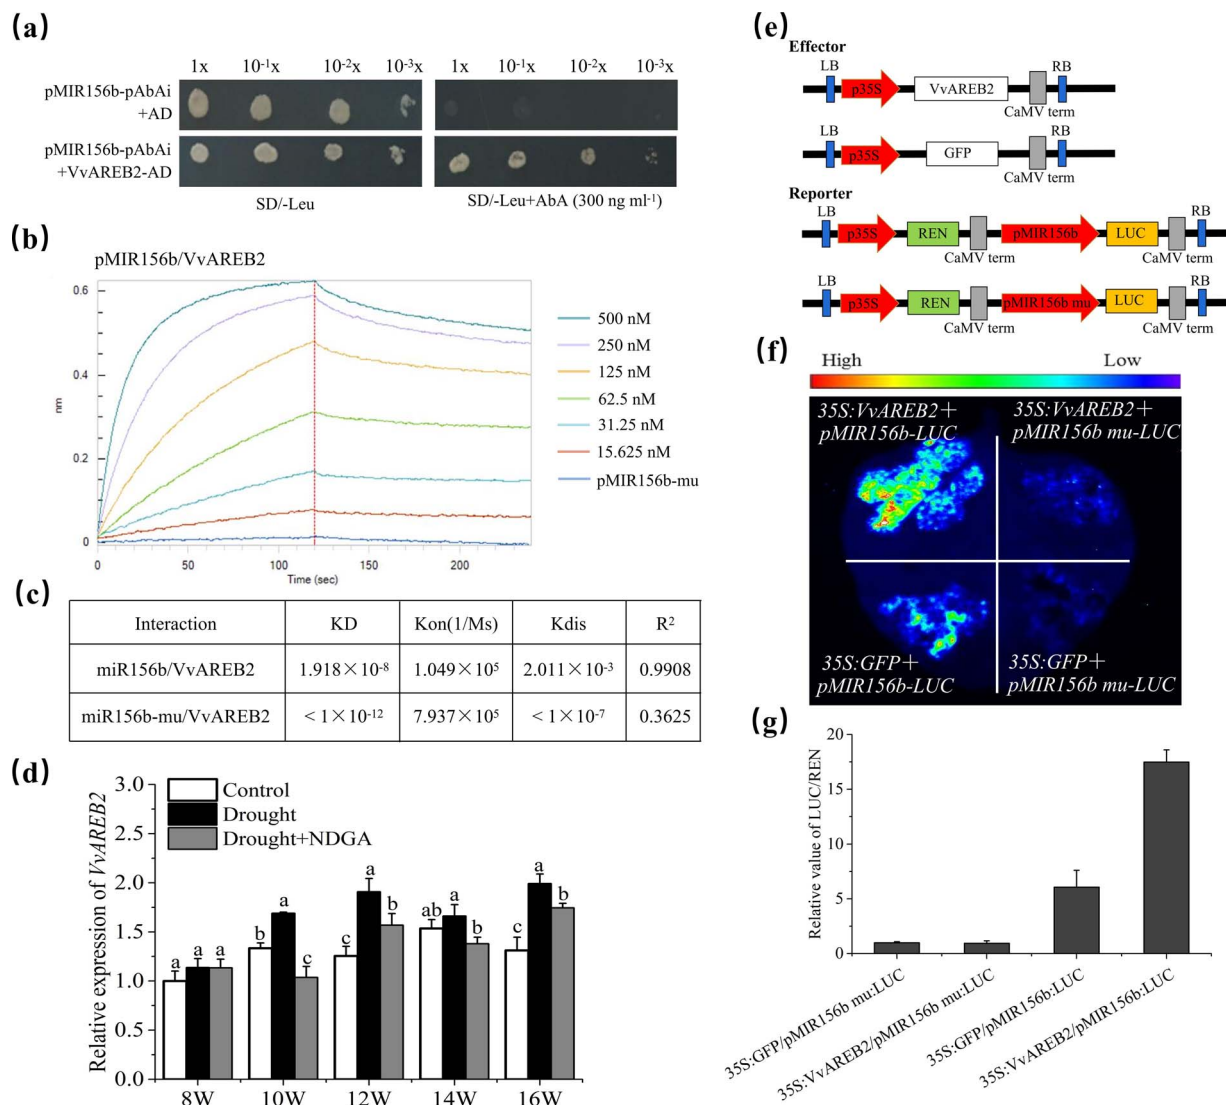 (a)
1x 10⁻¹x 10⁻²x 10⁻³x 1x 10⁻¹x 10⁻²x 10⁻³x
pMIR156b-pAbAi
+AD
pMIR156b-pAbAi
+VvAREB2-AD
SD/-Leu SD/-Leu+AbA (300 ng ml⁻¹)
(b)
pMIR156b/VvAREB2
0.6
0.4
0.2
0
nm
0 50 100 150 200
Time (sec)
500 nM
250 nM
125 nM
62.5 nM
31.25 nM
15.625 nM
pMIR156b-mu
(c)
Interaction KD Kon(1/Ms) Kdis R²
miR156b/VvAREB2 1.918×10⁻⁸ 1.049×10⁵ 2.011×10⁻³ 0.9908
miR156b-mu/VvAREB2 <1×10⁻¹² 7.937×10⁵ <1×10⁻⁷ 0.3625
(d)
Relative expression of VvAREB2
3.0
2.5
2.0
1.5
1.0
0.5
0.0
Control
Drought
Drought+NDGA
a a a b a c c a b ab a b c a b
8W 10W 12W 14W 16W
(e)
Effector
LB RB
p35S VvAREB2
CaMV term
LB RB
p35S GFP
CaMV term
Reporter
LB RB
p35S REN pMIR156b LUC
CaMV term CaMV term
LB RB
p35S REN pMIR156b mu LUC
CaMV term CaMV term
(f)
High Low
35S:VvAREB2+
pMIR156b-LUC
35S:VvAREB2+
pMIR156b mu-LUC
35S:GFP+
pMIR156b-LUC
35S:GFP+
pMIR156b mu-LUC
(g)
Relative value of LUC/REN
20
15
10
5
0
35S:GFP/pMIR156b mu:LUC
35S:VvAREB2/pMIR156b mu:LUC
35S:GFP/pMIR156b:LUC
35S:VvAREB2/pMIR156b:LUC